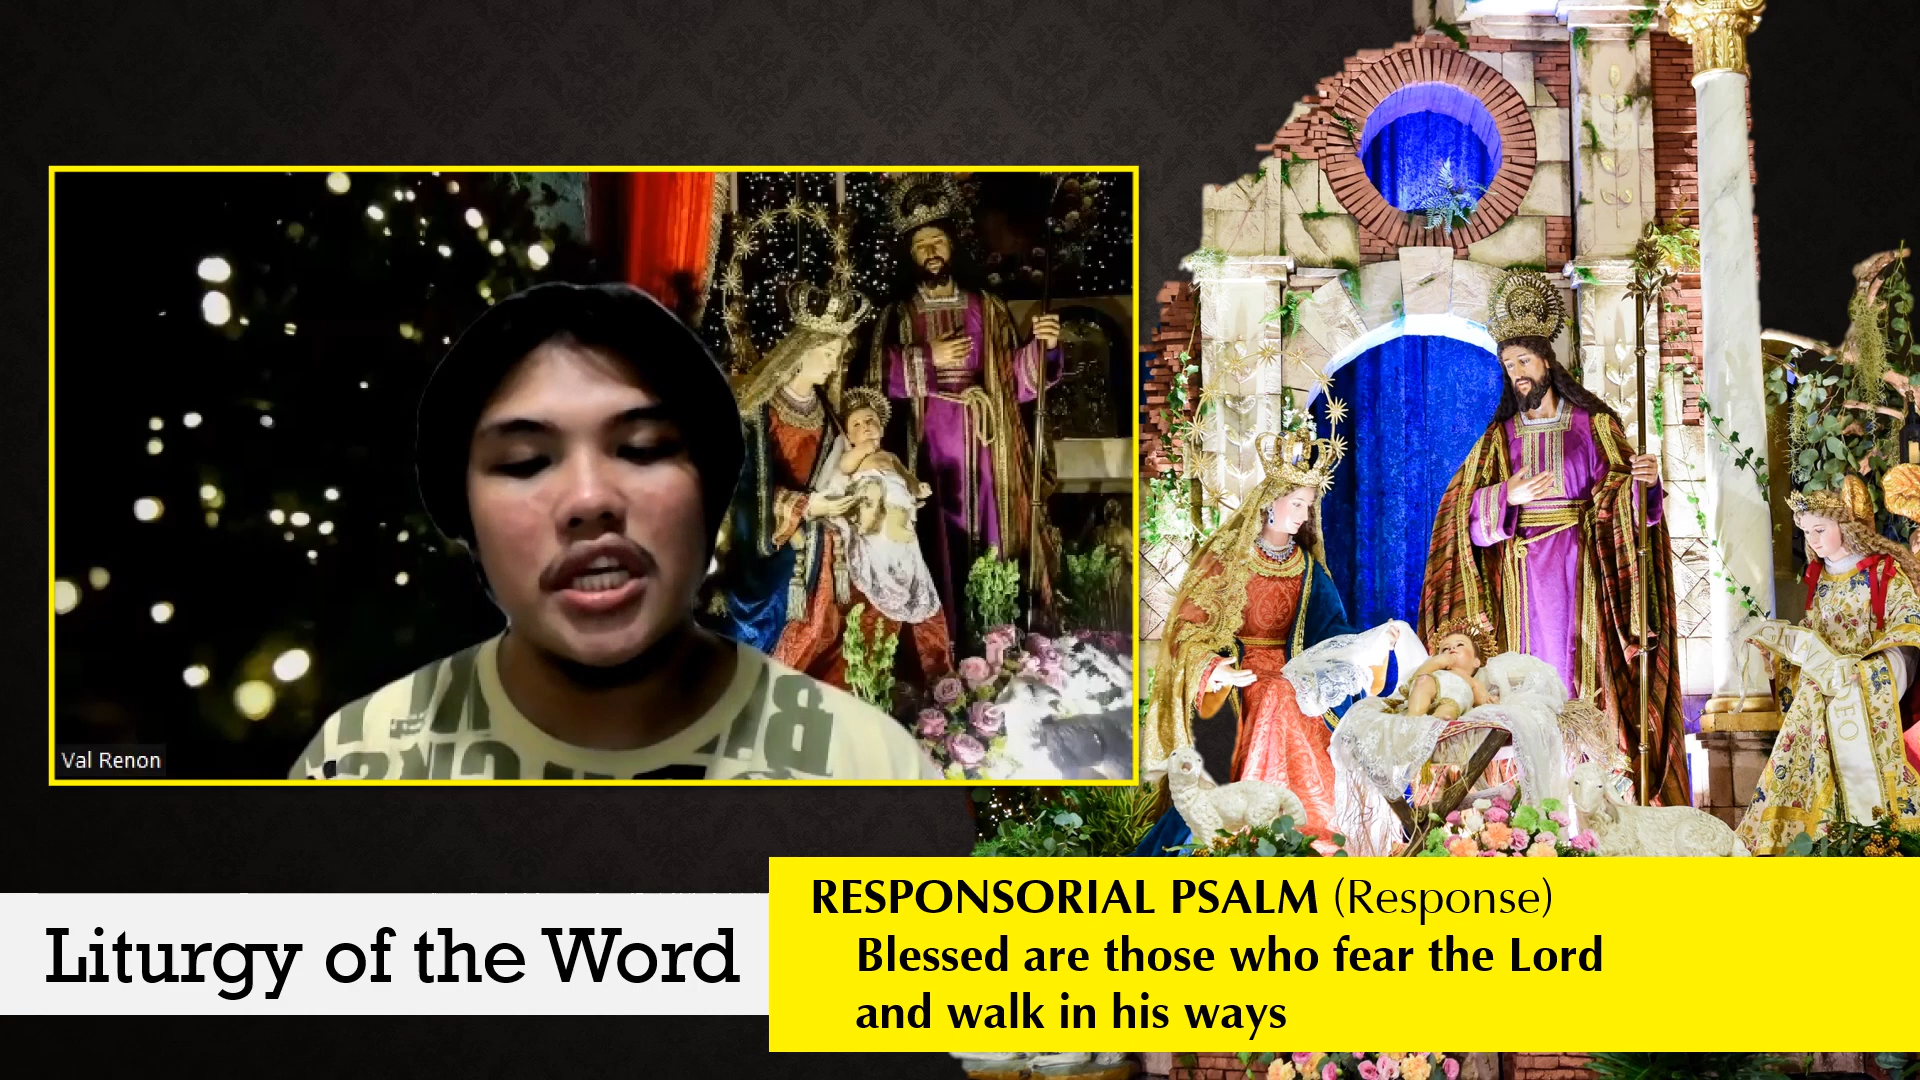 Val Renon
Liturgy of the Word
RESPONSORIAL PSALM (Response)
Blessed are those who fear the Lord
and walk in his ways